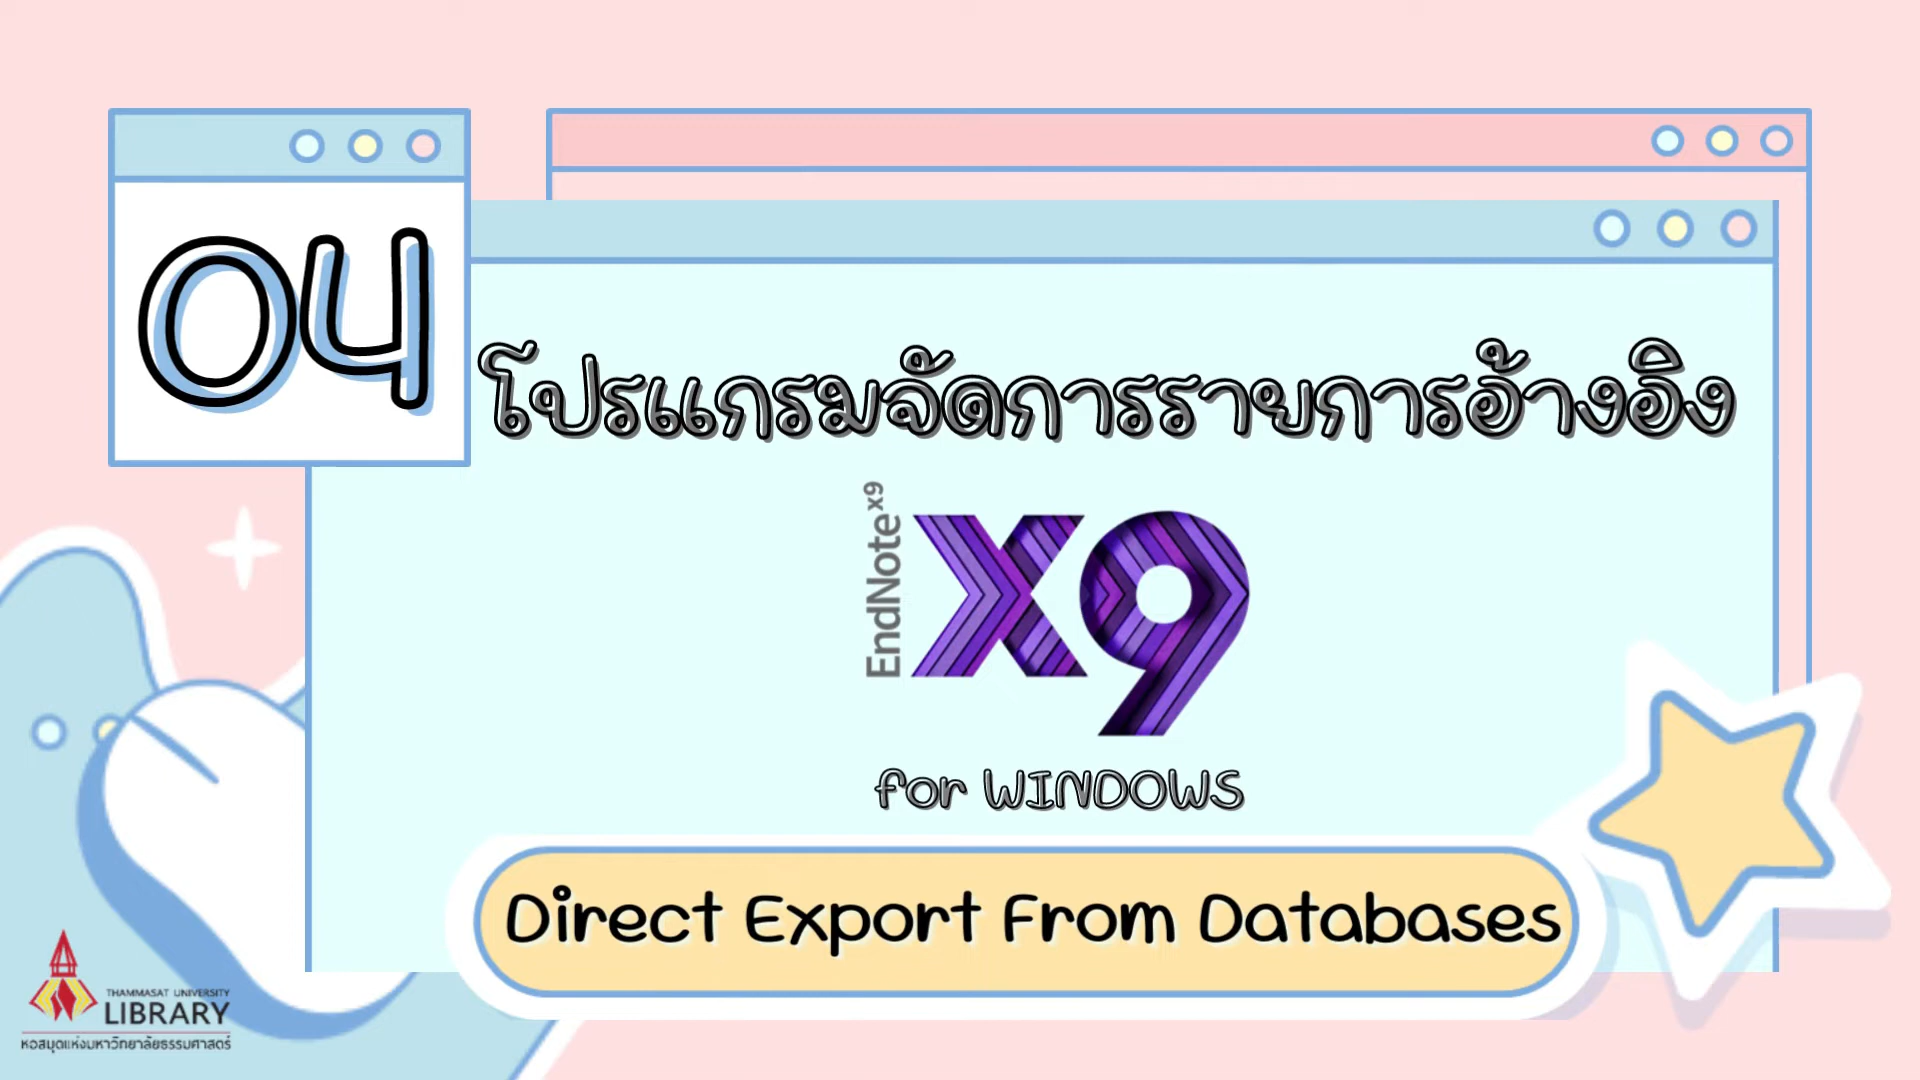 04
โปรแกรมจัดการรายการอ้างอิง
EndNote x9
X9
for WINDOWS
Direct Export From Databases
THAMMASAT UNIVERSITY
LIBRARY
หอสมุดแห่งมหาวิทยาลัยธรรมศาสตร์